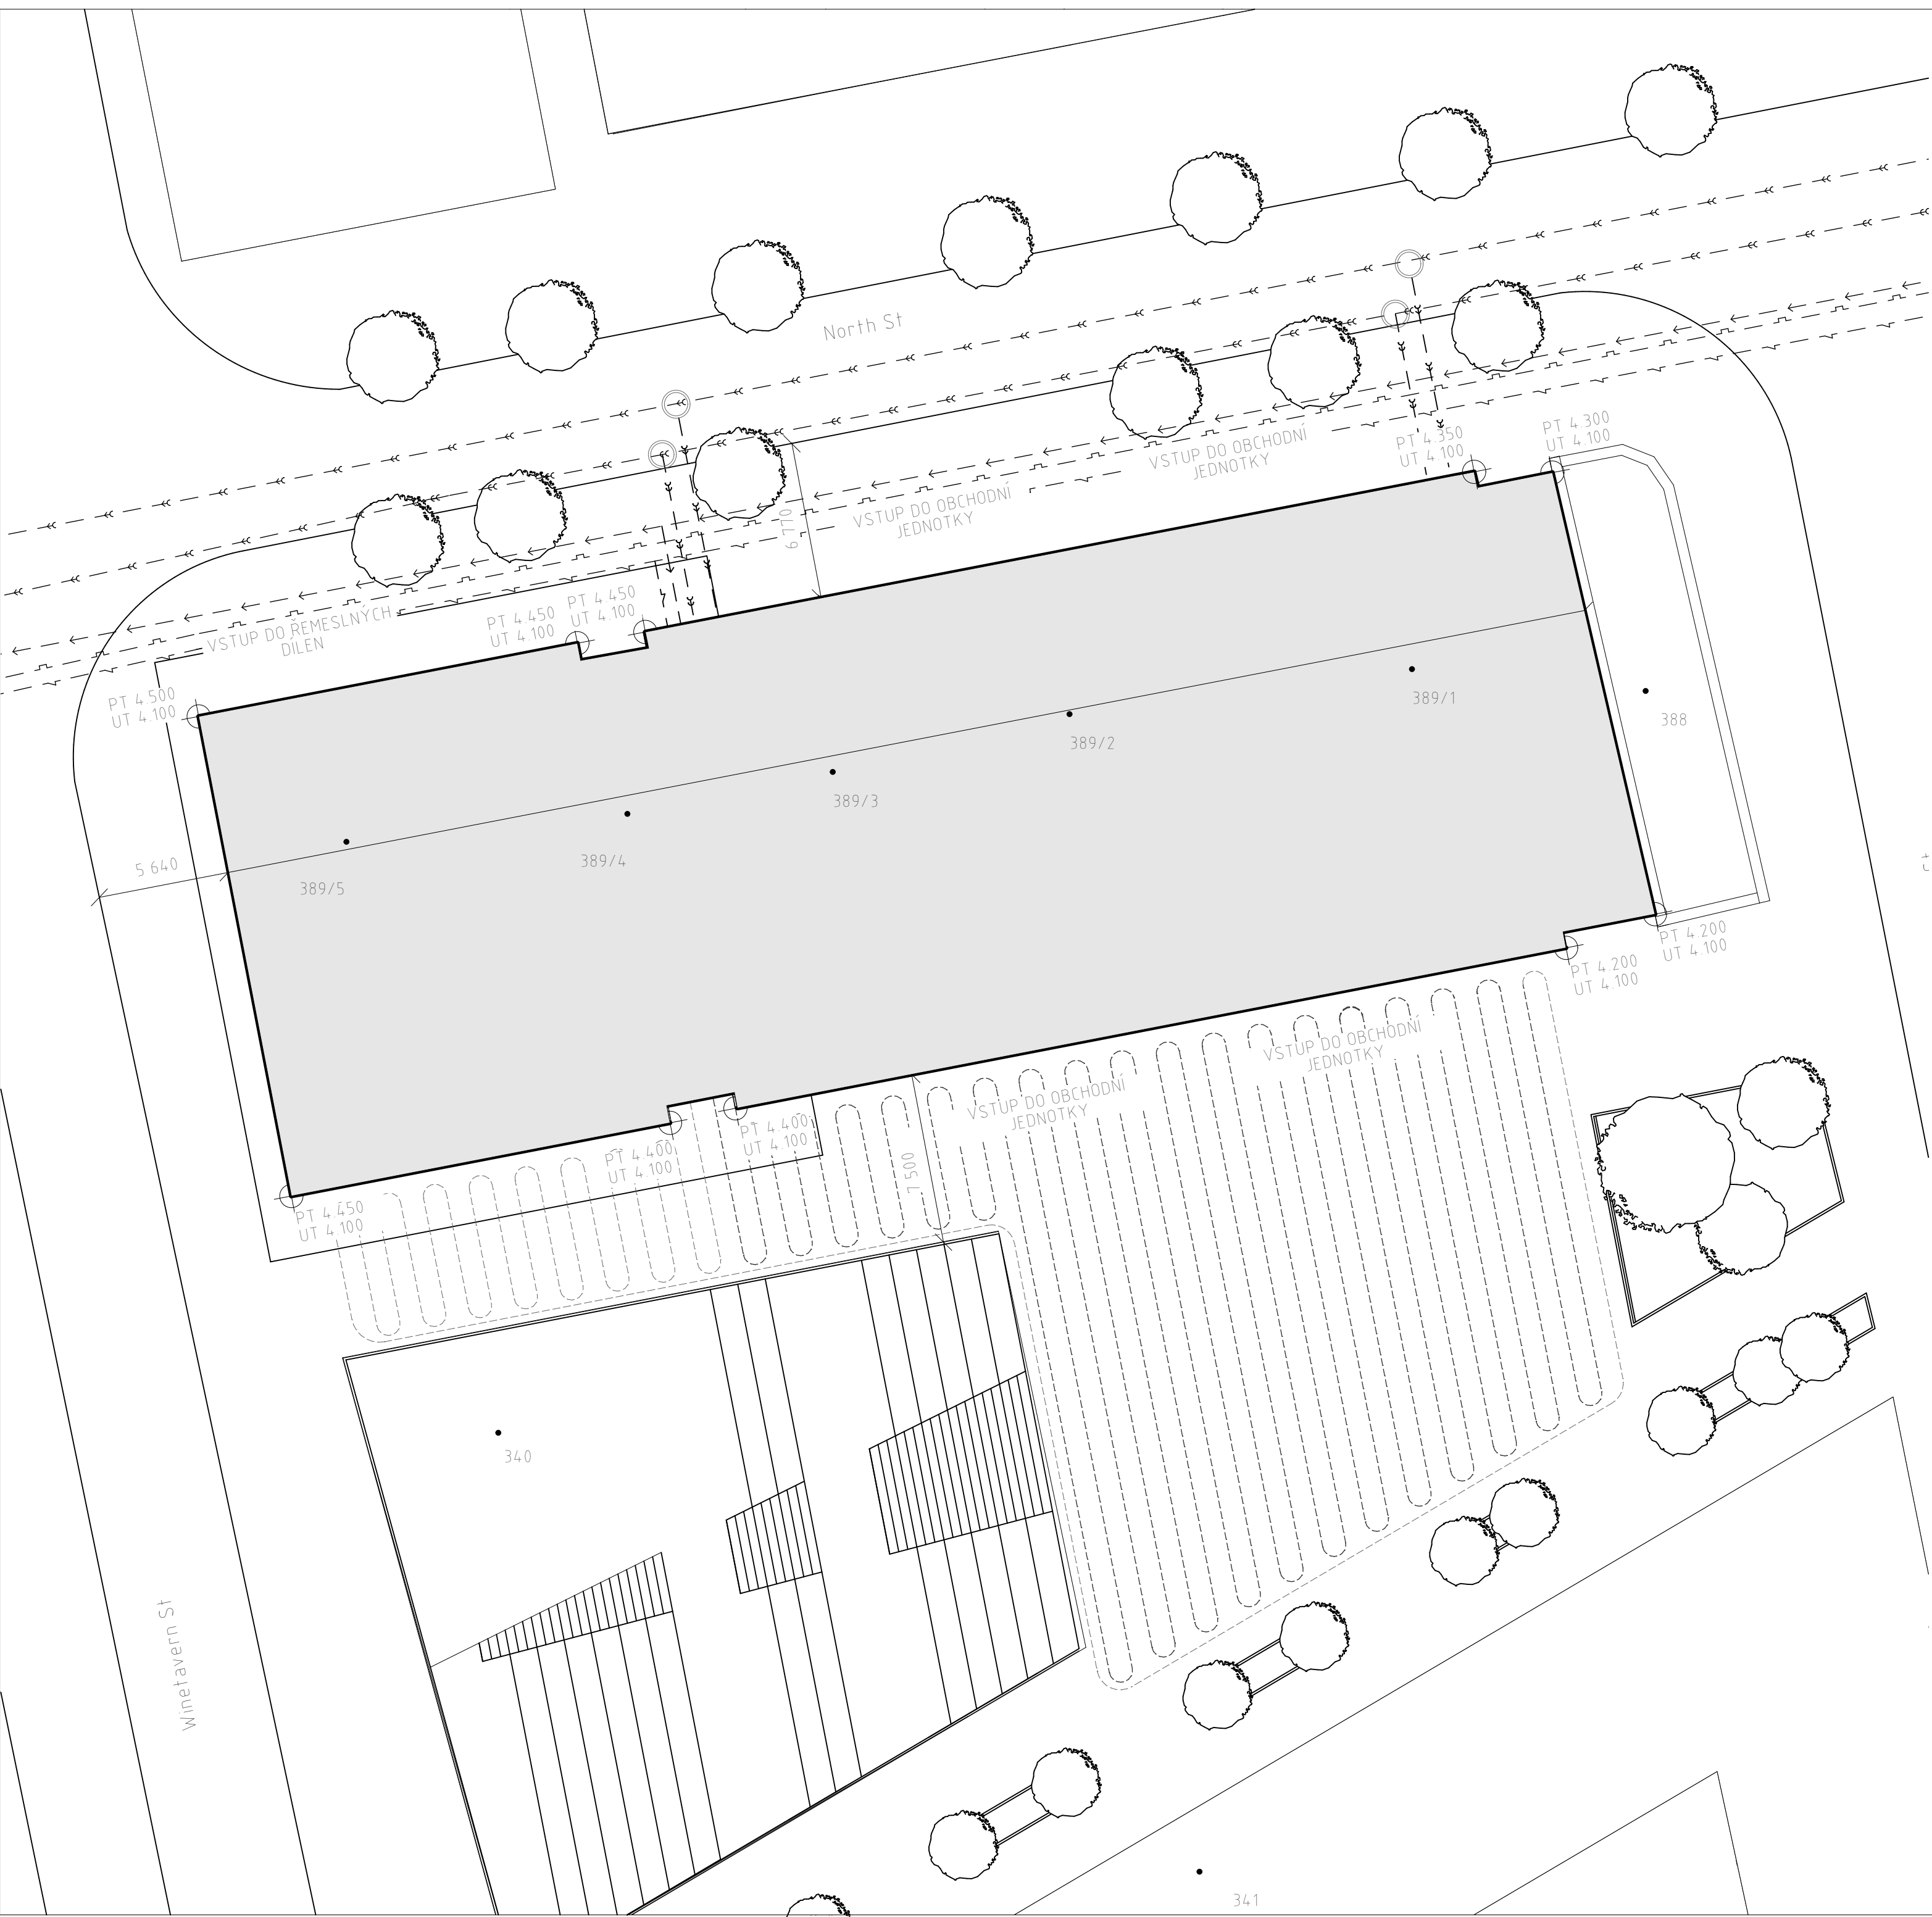 North St
PT 4.300
UT 4.100
PT 4.350
UT 4.100
VSTUP DO OBCHODNÍ
JEDNOTKY
VSTUP DO OBCHODNÍ
JEDNOTKY
6 770
PT 4.450
UT 4.100
PT 4.450
UT 4.100
VSTUP DO ŘEMESLNÝCH
DILEN
PT 4.500
UT 4.100
389/1
388
389/2
389/3
389/4
389/5
5 640
PT 4.200
UT 4.100
PT 4.200
UT 4.100
VSTUP DO OBCHODNÍ
JEDNOTKY
VSTUP DO OBCHODNÍ
JEDNOTKY
PT 4.400
UT 4.100
PT 4.400
UT 4.100
7 500
PT 4.450
UT 4.100
340
Winetavern St
341